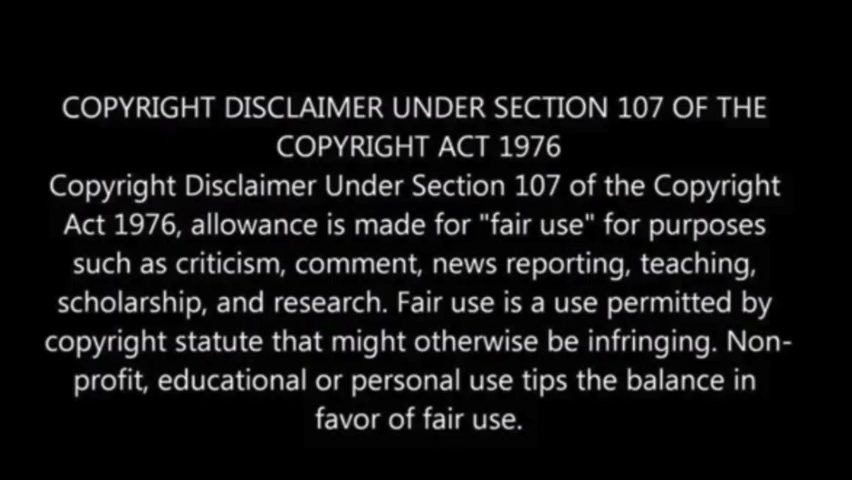 COPYRIGHT DISCLAIMER UNDER SECTION 107 OF THE
COPYRIGHT ACT 1976
Copyright Disclaimer Under Section 107 of the Copyright
Act 1976, allowance is made for "fair use" for purposes
such as criticism, comment, news reporting, teaching,
scholarship, and research. Fair use is a use permitted by
copyright statute that might otherwise be infringing. Non-
profit, educational or personal use tips the balance in
favor of fair use.